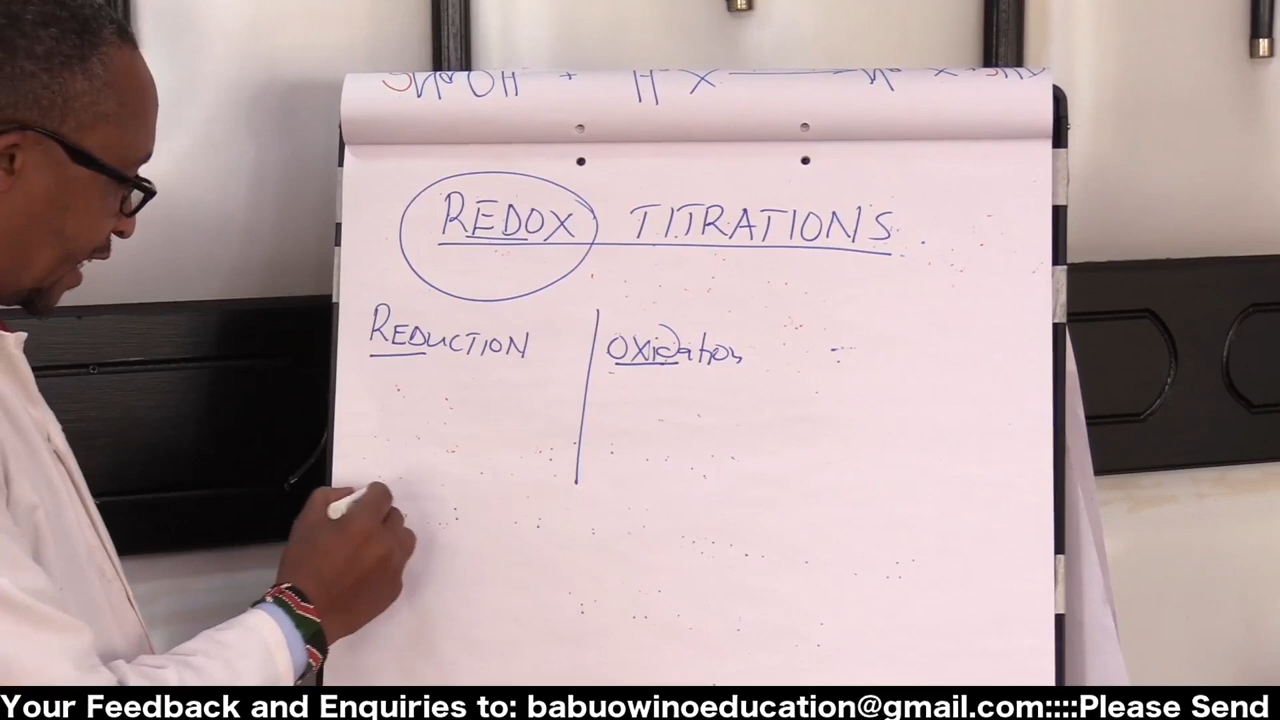 REDOX TITRATIONS.
REDUCTION
Oxidation
Your Feedback and Enquiries to: babuowinoeducation@gmail.com::::Please Send